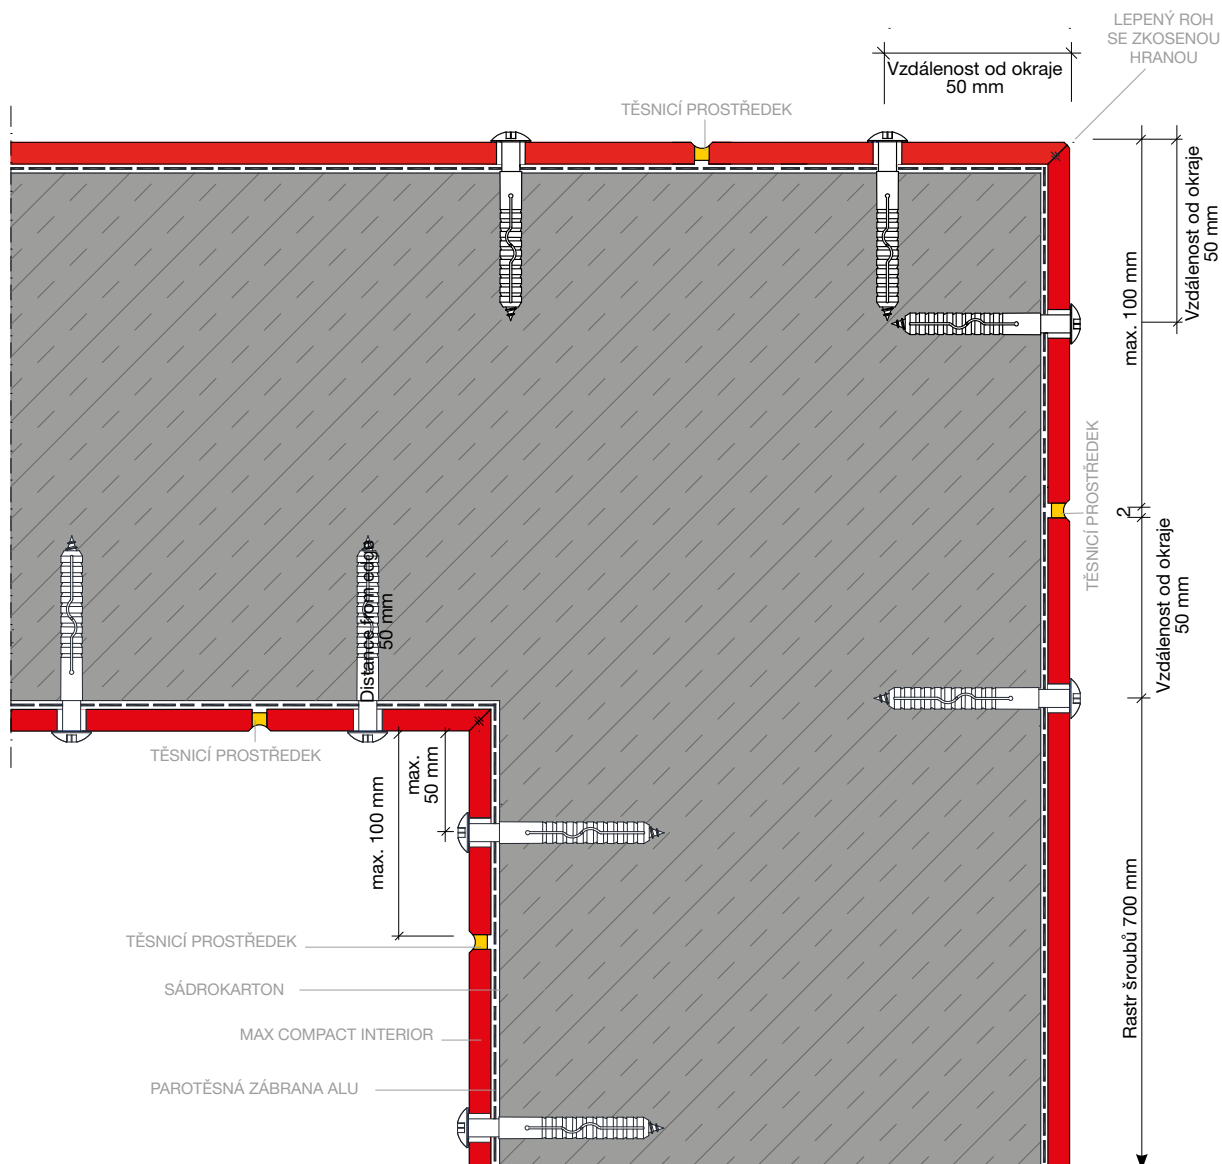 LEPENÝ ROH
SE ZKOSENOU
HRANOU
Vzdálenost od okraje
50 mm
TĚSNICÍ PROSTŘEDEK
max. 100 mm
Vzdálenost od okraje
50 mm
TĚSNICÍ PROSTŘEDEK
2
Vzdálenost od okraje
50 mm
Distance from edge
50 mm
TĚSNICÍ PROSTŘEDEK
max. 100 mm
max.
50 mm
Rastr šroubů 700 mm
TĚSNICÍ PROSTŘEDEK
SÁDROKARTON
MAX COMPACT INTERIOR
PAROTĚSNÁ ZÁBRANA ALU